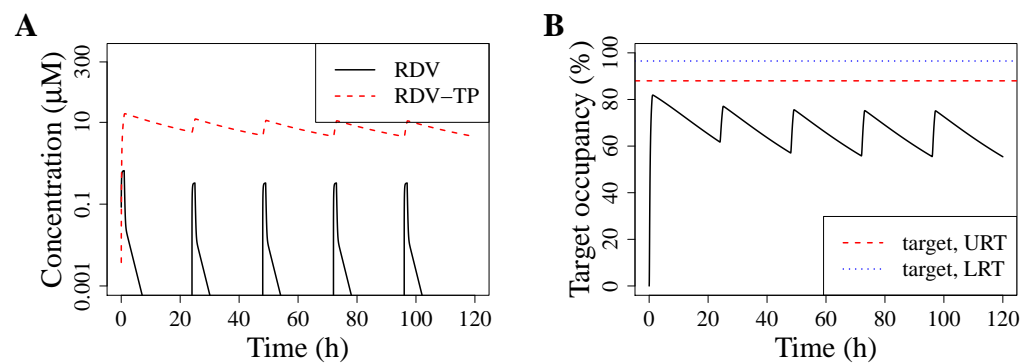 A
Concentration (μM)
300
10
0.1
0.001
RDV
RDV−TP
0 20 40 60 80 100 120
Time (h)
B
Target occupancy (%)
100
80
60
40
20
0
target, URT
target, LRT
0 20 40 60 80 100 120
Time (h)